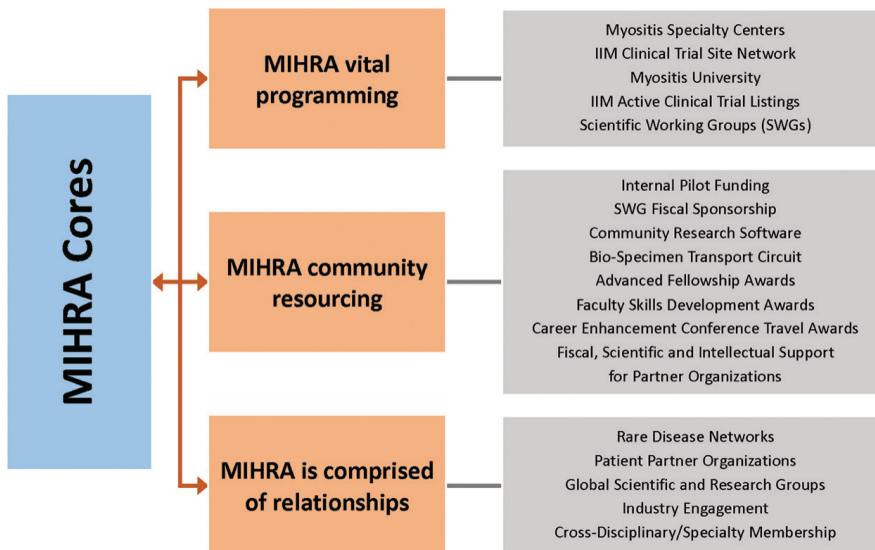 MIHRA Cores
MIHRA vital
programming
Myositis Specialty Centers
IIM Clinical Trial Site Network
Myositis University
IIM Active Clinical Trial Listings
Scientific Working Groups (SWGs)
MIHRA community
resourcing
Internal Pilot Funding
SWG Fiscal Sponsorship
Community Research Software
Bio-Specimen Transport Circuit
Advanced Fellowship Awards
Faculty Skills Development Awards
Career Enhancement Conference Travel Awards
Fiscal, Scientific and Intellectual Support
for Partner Organizations
MIHRA is comprised
of relationships
Rare Disease Networks
Patient Partner Organizations
Global Scientific and Research Groups
Industry Engagement
Cross-Disciplinary/Specialty Membership